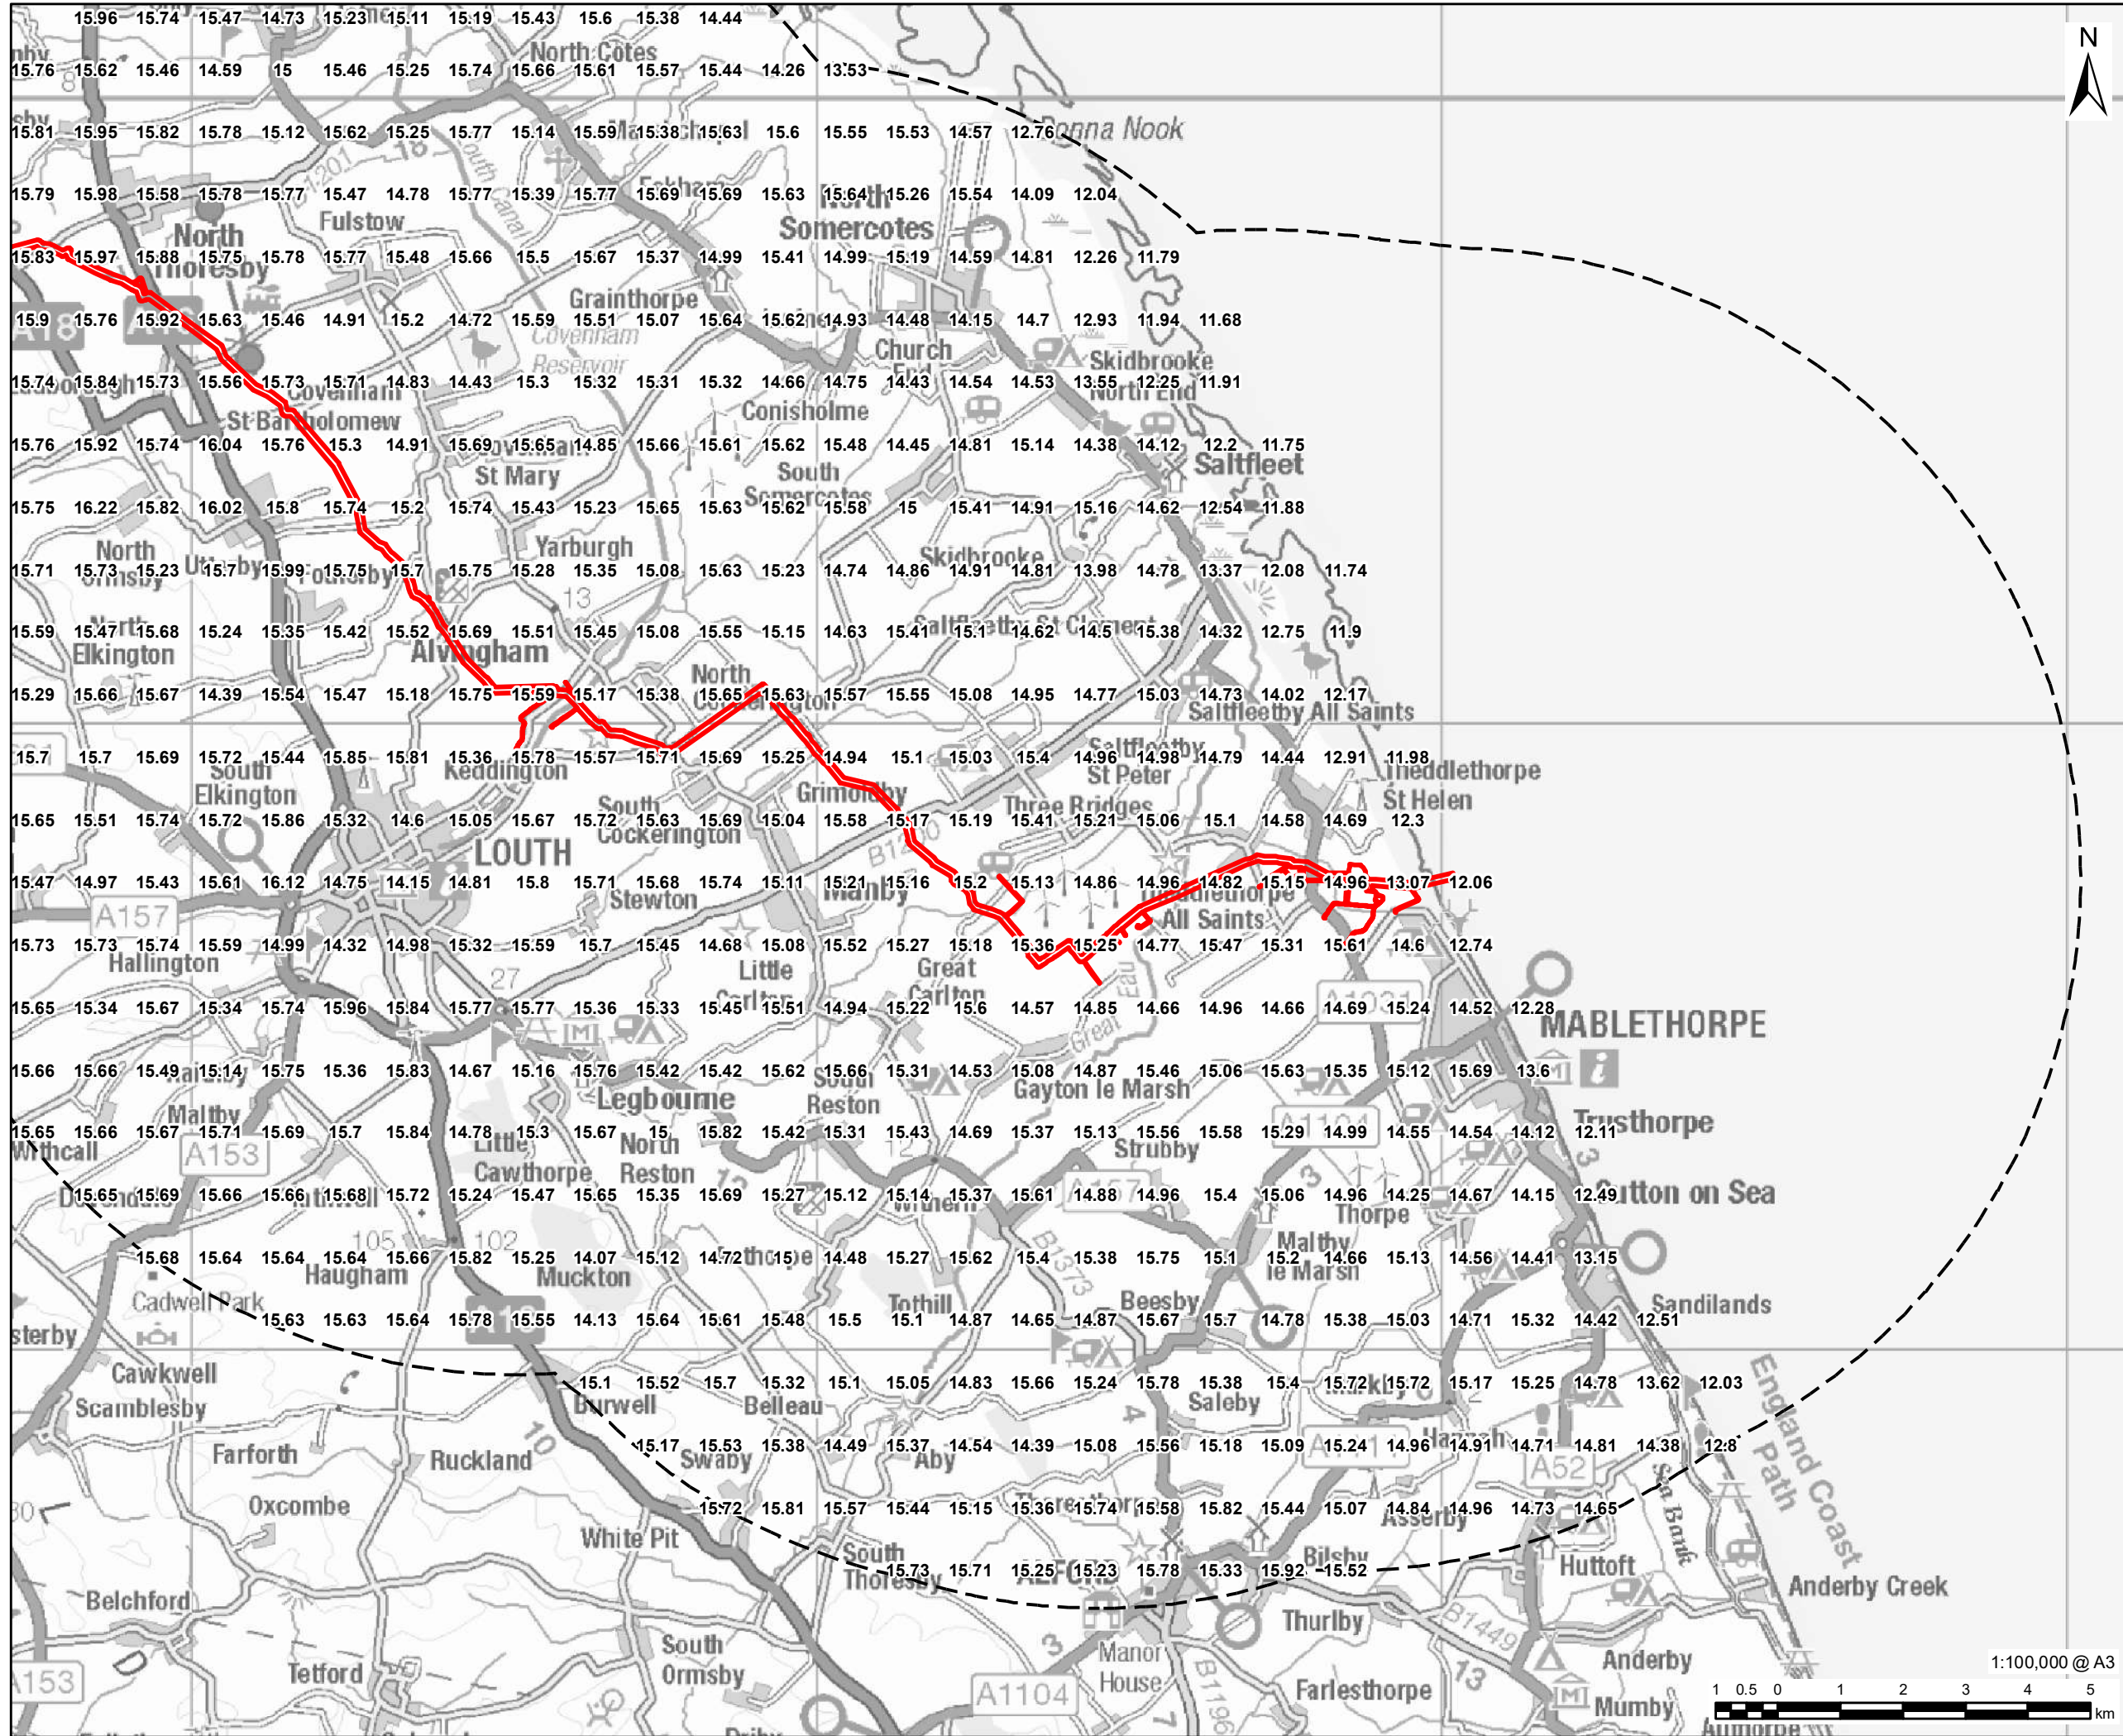 15.96 15.74 15.47 14.73 15.23 15.11 15.19 15.43 15.6 15.38 14.44
North Cotes
15.76 15.62 15.46 14.59 15 15.46 15.25 15.74 15.66 15.61 15.57 15.44 14.26 13.53
N
15.81 15.95 15.82 15.78 15.12 15.62 15.25 15.77 15.14 15.59 15.38 15.63 15.6 15.55 15.53 14.57 12.76
Donna Nook
15.79 15.98 15.58 15.78 15.77 15.47 14.78 15.77 15.39 15.77 15.69 15.69 15.63 15.64 15.26 15.54 14.09 12.04
Fulstow
North Somercotes
North Thoresby
15.83 15.97 15.88 15.75 15.78 15.77 15.48 15.66 15.5 15.67 15.37 14.99 15.41 14.99 15.19 14.59 14.81 12.26 11.79
Grainthorpe
A18
15.9 15.76 15.92 15.63 15.46 14.91 15.2 14.72 15.59 15.51 15.07 15.64 15.62 14.93 14.48 14.15 14.7 12.93 11.94 11.68
Covenham Reservoir
Church End
Skidbrooke North End
15.74 15.84 15.73 15.56 15.73 15.71 14.83 14.43 15.3 15.32 15.31 15.32 14.66 14.75 14.43 14.54 14.53 13.55 12.25 11.91
Covenham St Bartholomew
Conisholme
15.76 15.92 15.74 16.04 15.76 15.3 14.91 15.69 15.65 14.85 15.66 15.61 15.62 15.48 14.45 14.81 15.14 14.38 14.12 12.2 11.75
Covenham St Mary
South Somercotes
Saltfleet
15.75 16.22 15.82 16.02 15.8 15.74 15.2 15.74 15.43 15.23 15.65 15.63 15.62 15.58 15 15.41 14.91 15.16 14.62 12.54 11.88
North Ormsby
Utterby
Fotherby
Yarburgh
Skidbrooke
15.71 15.73 15.23 15.7 15.99 15.75 15.7 15.75 15.28 15.35 15.08 15.63 15.23 14.74 14.86 14.91 14.81 13.98 14.78 13.37 12.08 11.74
13
15.59 15.47 15.68 15.24 15.35 15.42 15.52 15.69 15.51 15.45 15.08 15.55 15.15 14.63 15.41 15.1 14.62 14.5 15.38 14.32 12.75 11.9
North Elkington
Alvingham
Saltfleetby St Clement
15.29 15.66 15.67 14.39 15.54 15.47 15.18 15.75 15.59 15.17 15.38 15.65 15.63 15.57 15.55 15.08 14.95 14.77 15.03 14.73 14.02 12.17
North Cockerington
Saltfleetby All Saints
15.7 15.7 15.69 15.72 15.44 15.85 15.81 15.36 15.78 15.57 15.71 15.69 15.25 14.94 15.1 15.03 15.4 14.96 14.98 14.79 14.44 12.91 11.98
South Elkington
Keddington
Grimoldby
Saltfleetby St Peter
Theddlethorpe St Helen
Three Bridges
15.65 15.51 15.74 15.72 15.86 15.32 14.6 15.05 15.67 15.72 15.63 15.69 15.04 15.58 15.17 15.19 15.41 15.21 15.06 15.1 14.58 14.69 12.3
South Cockerington
LOUTH
B1200
15.47 14.97 15.43 15.61 16.12 14.75 14.15 14.81 15.8 15.71 15.68 15.74 15.11 15.21 15.16 15.2 15.13 14.86 14.96 14.82 15.15 14.96 13.07 12.06
A157
Stewton
Manby
Theddlethorpe All Saints
15.73 15.73 15.74 15.59 14.99 14.32 14.98 15.32 15.59 15.7 15.45 14.68 15.08 15.52 15.27 15.18 15.36 15.25 14.77 15.47 15.31 15.61 14.6 12.74
Hallington
27
Little Carlton
Great Carlton
Great Eau
A1031
15.65 15.34 15.67 15.34 15.74 15.96 15.84 15.77 15.77 15.36 15.33 15.45 15.51 14.94 15.22 15.6 14.57 14.85 14.66 14.96 14.66 14.69 15.24 14.52 12.28
MABLETHORPE
15.66 15.66 15.49 15.14 15.75 15.36 15.83 14.67 15.16 15.76 15.42 15.42 15.62 15.66 15.31 14.53 15.08 14.87 15.46 15.06 15.63 15.35 15.12 15.69 13.6
Maltby
Legbourne
South Reston
Gayton le Marsh
A1104
Trusthorpe
15.65 15.66 15.67 15.71 15.69 15.7 15.84 14.78 15.3 15.67 15 15.82 15.42 15.31 15.43 14.69 15.37 15.13 15.56 15.58 15.29 14.99 14.55 14.54 14.12 12.11
Withcall
A153
Little Cawthorpe
North Reston
12
Strubby
3
3
15.65 15.69 15.66 15.66 15.68 15.72 15.24 15.47 15.65 15.35 15.69 15.27 15.12 15.14 15.37 15.61 14.88 14.96 15.4 15.06 14.96 14.25 14.67 14.15 12.49
A157
Withern
Thorpe
Sutton on Sea
105 102
15.68 15.64 15.64 15.64 15.66 15.82 15.25 14.07 15.12 14.72 15 14.48 15.27 15.62 15.4 15.38 15.75 15.1 15.2 14.66 15.13 14.56 14.41 13.15
Haugham
Muckton
Maltby le Marsh
Cadwell Park
B1373
Tothill
Beesby
Sandilands
15.63 15.63 15.64 15.78 15.55 14.13 15.64 15.61 15.48 15.5 15.1 14.87 14.65 14.87 15.67 15.7 14.78 15.38 15.03 14.71 15.32 14.42 12.51
Cawkwell
15.1 15.52 15.7 15.32 15.1 15.05 14.83 15.66 15.24 15.78 15.38 15.4 15.72 15.72 15.17 15.25 14.78 13.62 12.03
Scamblesby
Burwell
Belleau
4
Saleby
Markby
England Coast Path
15.17 15.53 15.38 14.49 15.37 14.54 14.39 15.08 15.56 15.18 15.09 15.24 14.96 14.91 14.71 14.81 14.38 12.8
Farforth
Ruckland
10
Swaby
Aby
A1111
Hannah
A52
Sea Bank
15.72 15.81 15.57 15.44 15.15 15.36 15.74 15.58 15.82 15.44 15.07 14.84 14.96 14.73 14.65
Oxcombe
White Pit
Asserby
South Thoresby
15.73 15.71 15.25 15.23 15.78 15.33 15.92 15.52
ALFORD
Bilsby
Huttoft
Belchford
Anderby Creek
Thurlby
B1449
Tetford
South Ormsby
3
Manor House
13
Anderby
A153
A1104
B1196
Farlesthorpe
Mumby
1:100,000 @ A3
1 0.5 0 1 2 3 4 5
km